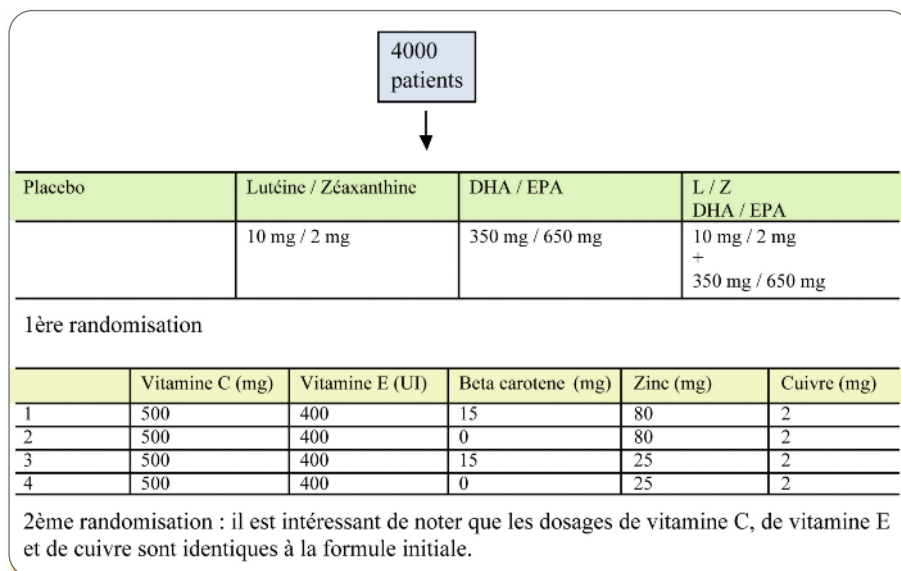 4000
patients
Placebo Lutéine / Zéaxanthine DHA / EPA L / Z
DHA / EPA
10 mg / 2 mg 350 mg / 650 mg 10 mg / 2 mg
+
350 mg / 650 mg
1ère randomisation
Vitamine C (mg) Vitamine E (UI) Beta carotene (mg) Zinc (mg) Cuivre (mg)
1 500 400 15 80 2
2 500 400 0 80 2
3 500 400 15 25 2
4 500 400 0 25 2
2ème randomisation : il est intéressant de noter que les dosages de vitamine C, de vitamine E
et de cuivre sont identiques à la formule initiale.